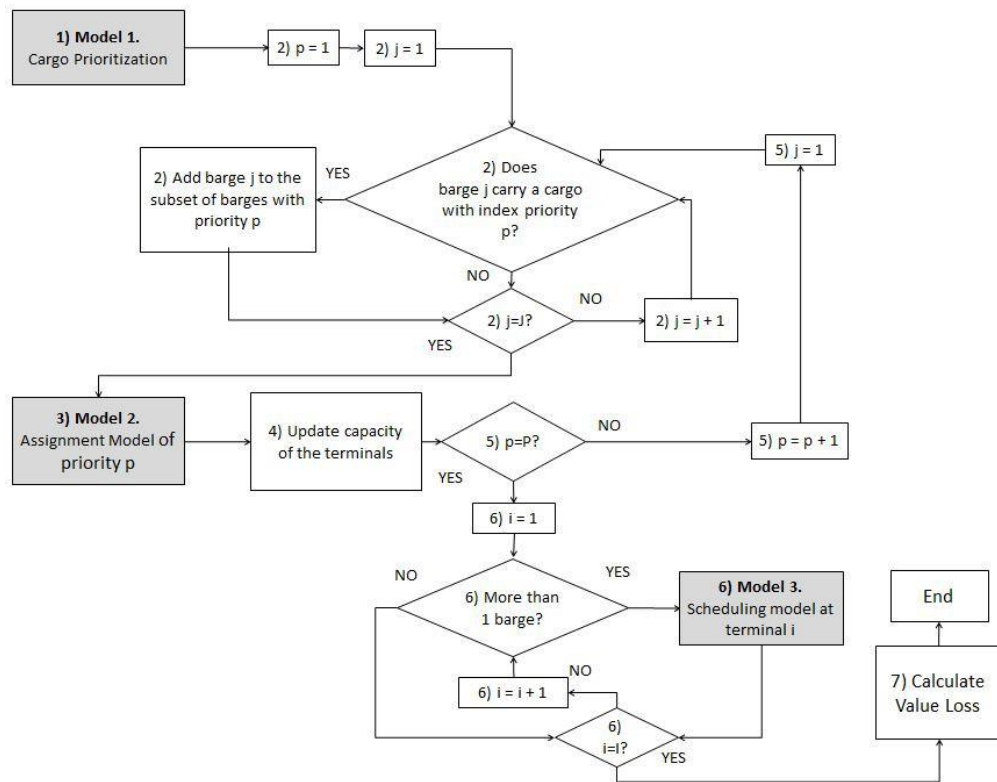 1) Model 1.
Cargo Prioritization
2) p = 1
2) j = 1
5) j = 1
2) Add barge j to the
subset of barges with
priority p
YES
2) Does
barge j carry a cargo
with index priority
p?
NO
2) j=J?
NO
2) j = j + 1
YES
3) Model 2.
Assignment Model of
priority p
4) Update capacity
of the terminals
5) p=P?
NO
5) p = p + 1
YES
6) i = 1
NO
6) More than
1 barge?
YES
6) Model 3.
Scheduling model at
terminal i
End
6) i = i + 1
NO
6)
i=I?
YES
7) Calculate
Value Loss